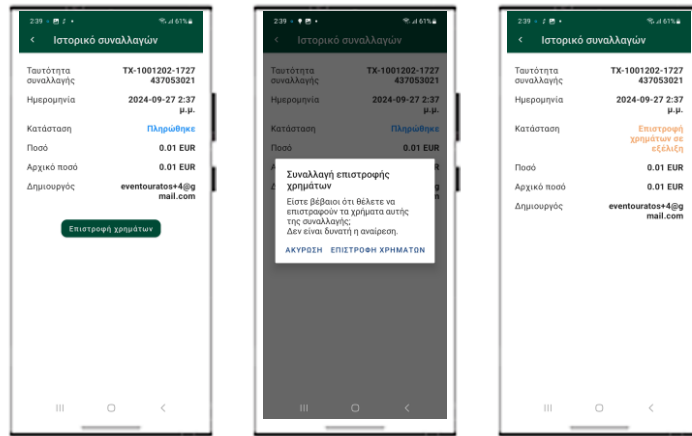 2:39
61%
Ιστορικό συναλλαγών
Ταυτότητα
συναλλαγής
TX-1001202-1727
437053021
Ημερομηνία
2024-09-27 2:37
μ.μ.
Κατάσταση
Πληρώθηκε
Ποσό
0.01 EUR
Αρχικό ποσό
0.01 EUR
Δημιουργός
eventouratos+4@g
mail.com
Επιστροφή χρημάτων
2:39
61%
Ιστορικό συναλλαγών
Ταυτότητα
συναλλαγής
TX-1001202-1727
437053021
Ημερομηνία
2024-09-27 2:37
μ.μ.
Κατάσταση
Πληρώθηκε
Ποσό
0.01 EUR
Συναλλαγή επιστροφής
χρημάτων
Είστε βέβαιοι ότι θέλετε να
επιστραφούν τα χρήματα αυτής
της συναλλαγής;
Δεν είναι δυνατή η αναίρεση.
ΑΚΥΡΩΣΗ ΕΠΙΣΤΡΟΦΗ ΧΡΗΜΑΤΩΝ
2:39
61%
Ιστορικό συναλλαγών
Ταυτότητα
συναλλαγής
TX-1001202-1727
437053021
Ημερομηνία
2024-09-27 2:37
μ.μ.
Κατάσταση
Επιστροφή
χρημάτων σε
εξέλιξη
Ποσό
0.01 EUR
Αρχικό ποσό
0.01 EUR
Δημιουργός
eventouratos+4@g
mail.com